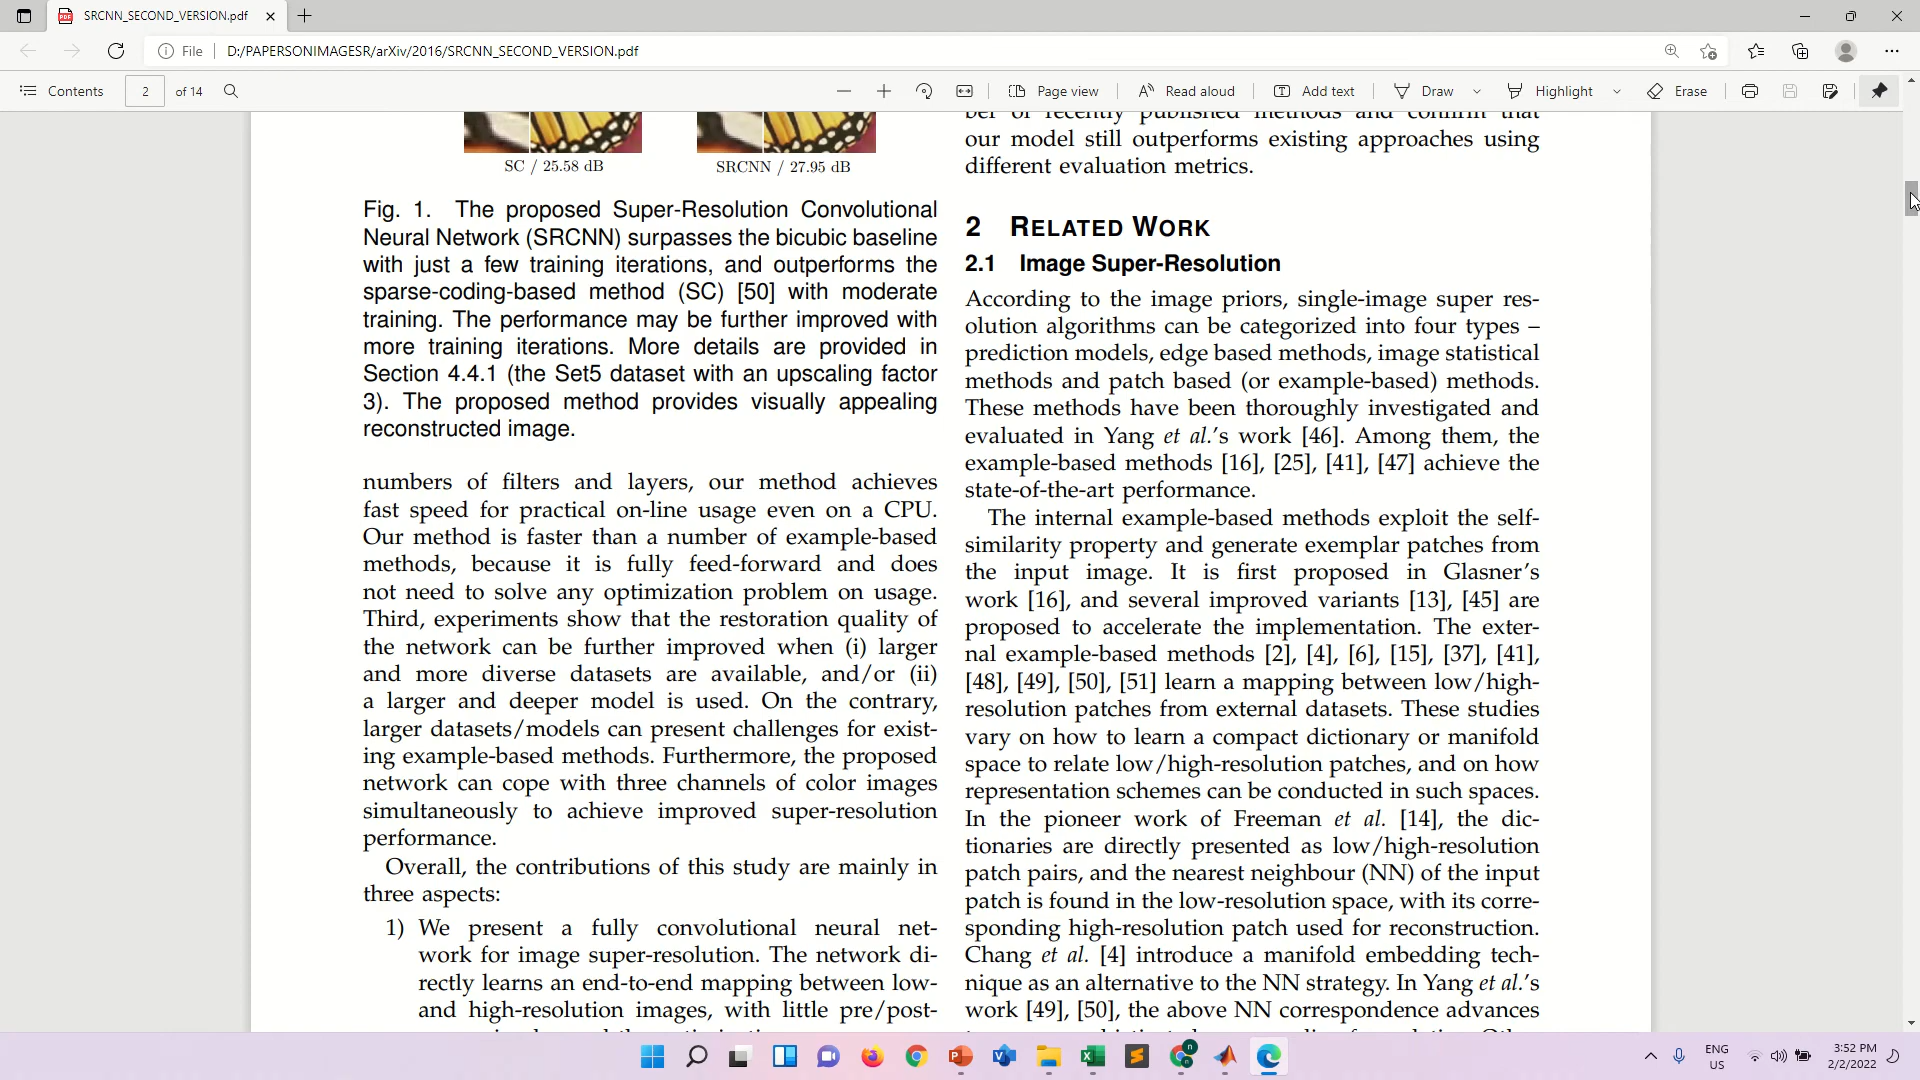 SRCNN_SECOND_VERSION.pdf
File
D:/PAPERSONIMAGESR/arXiv/2016/SRCNN_SECOND_VERSION.pdf
Contents
2
of 14
Page view
Read aloud
Add text
Draw
Highlight
Erase
SC / 25.58 dB
SRCNN / 27.95 dB
Fig. 1. The proposed Super-Resolution Convolutional
Neural Network (SRCNN) surpasses the bicubic baseline
with just a few training iterations, and outperforms the
sparse-coding-based method (SC) [50] with moderate
training. The performance may be further improved with
more training iterations. More details are provided in
Section 4.4.1 (the Set5 dataset with an upscaling factor
3). The proposed method provides visually appealing
reconstructed image.
numbers of filters and layers, our method achieves
fast speed for practical on-line usage even on a CPU.
Our method is faster than a number of example-based
methods, because it is fully feed-forward and does
not need to solve any optimization problem on usage.
Third, experiments show that the restoration quality of
the network can be further improved when (i) larger
and more diverse datasets are available, and/or (ii)
a larger and deeper model is used. On the contrary,
larger datasets/models can present challenges for exist-
ing example-based methods. Furthermore, the proposed
network can cope with three channels of color images
simultaneously to achieve improved super-resolution
performance.
Overall, the contributions of this study are mainly in
three aspects:
1) We present a fully convolutional neural net-
work for image super-resolution. The network di-
rectly learns an end-to-end mapping between low-
and high-resolution images, with little pre/post-
ber of recently published methods and confirm that
our model still outperforms existing approaches using
different evaluation metrics.
2 RELATED WORK
2.1 Image Super-Resolution
According to the image priors, single-image super res-
olution algorithms can be categorized into four types –
prediction models, edge based methods, image statistical
methods and patch based (or example-based) methods.
These methods have been thoroughly investigated and
evaluated in Yang et al.'s work [46]. Among them, the
example-based methods [16], [25], [41], [47] achieve the
state-of-the-art performance.
The internal example-based methods exploit the self-
similarity property and generate exemplar patches from
the input image. It is first proposed in Glasner's
work [16], and several improved variants [13], [45] are
proposed to accelerate the implementation. The exter-
nal example-based methods [2], [4], [6], [15], [37], [41],
[48], [49], [50], [51] learn a mapping between low/high-
resolution patches from external datasets. These studies
vary on how to learn a compact dictionary or manifold
space to relate low/high-resolution patches, and on how
representation schemes can be conducted in such spaces.
In the pioneer work of Freeman et al. [14], the dic-
tionaries are directly presented as low/high-resolution
patch pairs, and the nearest neighbour (NN) of the input
patch is found in the low-resolution space, with its corre-
sponding high-resolution patch used for reconstruction.
Chang et al. [4] introduce a manifold embedding tech-
nique as an alternative to the NN strategy. In Yang et al.'s
work [49], [50], the above NN correspondence advances
ENG
US
3:52 PM
2/2/2022